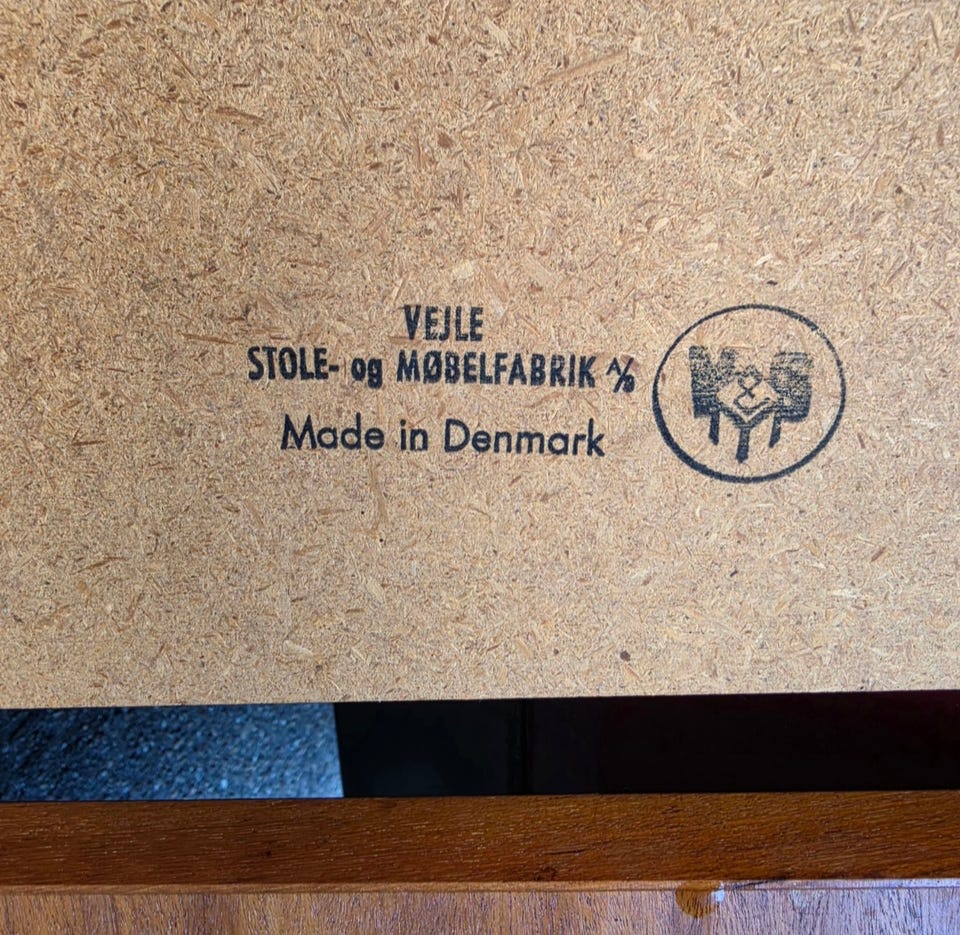 VEJLE
STOLE- og MØBELFABRIK A/S
Made in Denmark